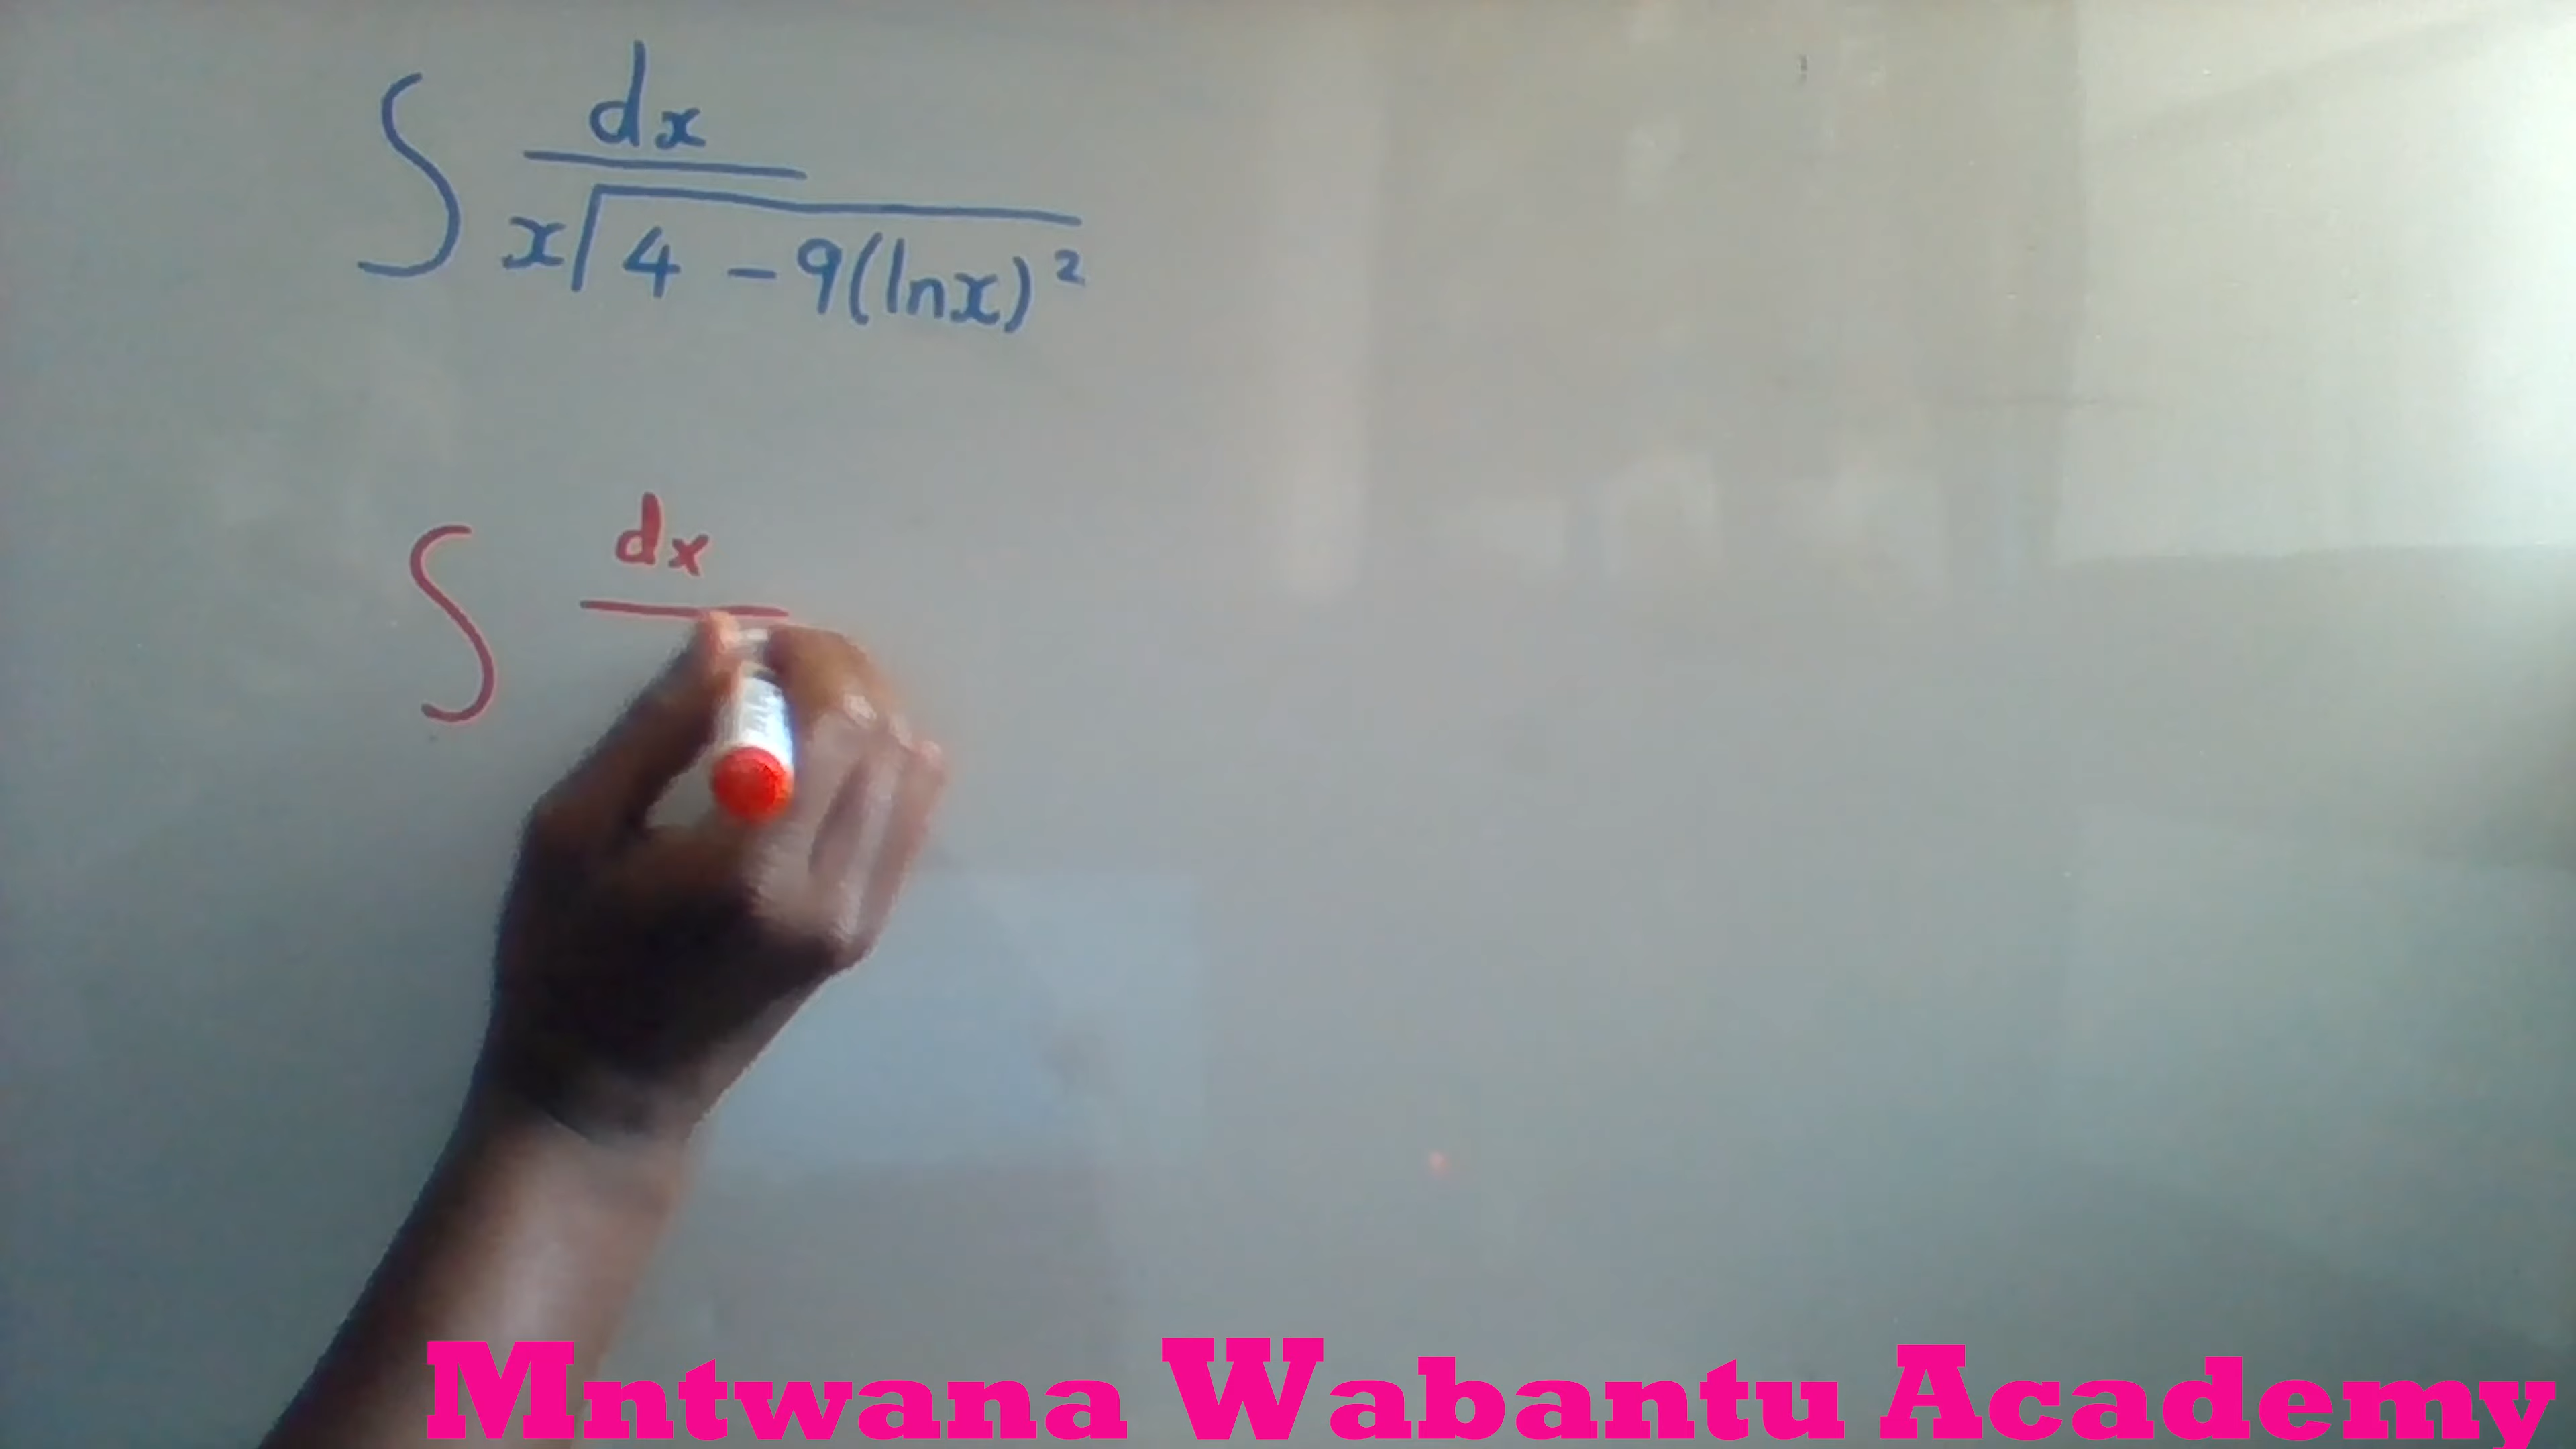 ∫ dx
x√4 - 9(lnx)²
∫ dx
Mntwana Wabantu Academy